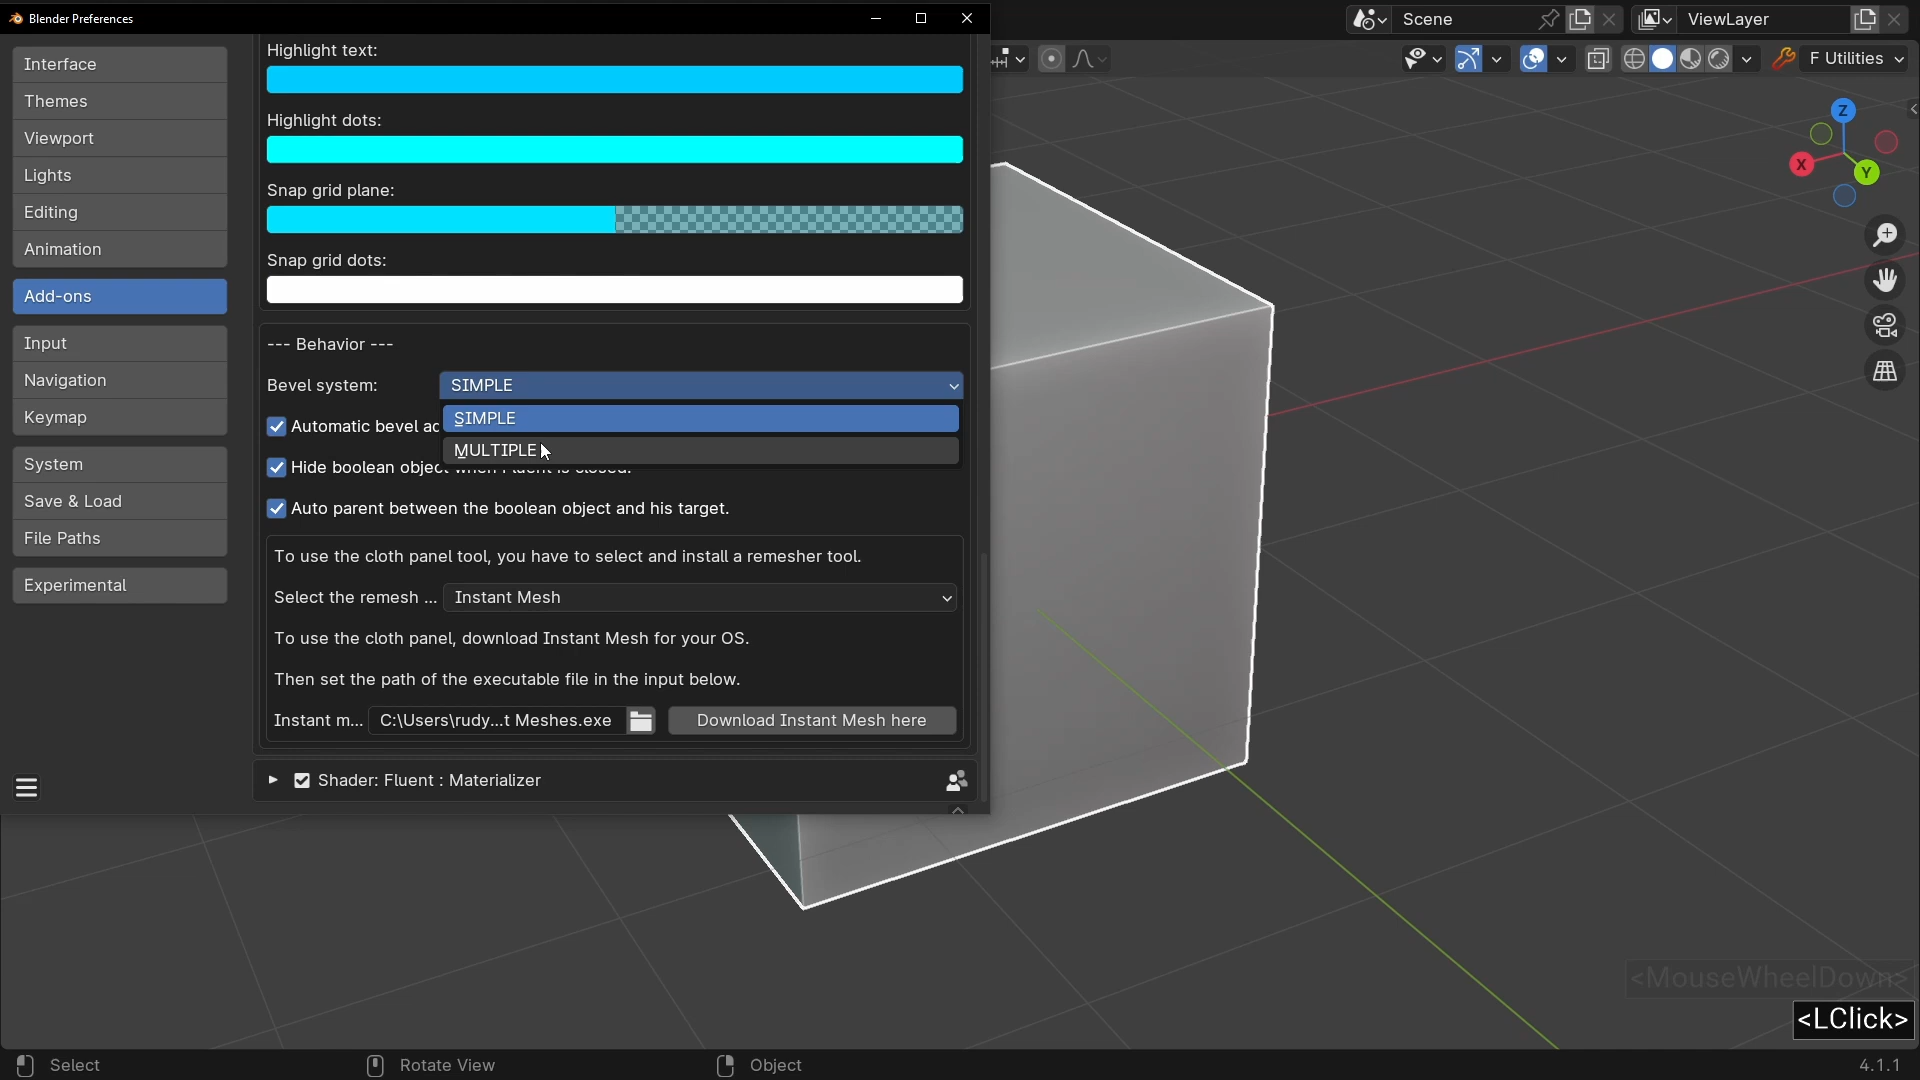 Blender Preferences
Scene
ViewLayer
Interface
Themes
Viewport
Lights
Editing
Animation
Add-ons
Input
Navigation
Keymap
System
Save & Load
File Paths
Experimental
Highlight text:
Highlight dots:
Snap grid plane:
Snap grid dots:
--- Behavior ---
Bevel system:
SIMPLE
SIMPLE
MULTIPLE
Automatic bevel
Hide boolean object when Fluent is closed.
Auto parent between the boolean object and his target.
To use the cloth panel tool, you have to select and install a remesher tool.
Select the remesh ...
Instant Mesh
To use the cloth panel, download Instant Mesh for your OS.
Then set the path of the executable file in the input below.
Instant m...
C:\Users\rudy...t Meshes.exe
Download Instant Mesh here
Shader: Fluent : Materializer
F Utilities
Z
X
Y
<MouseWheelDown>
<LClick>
Select
Rotate View
Object
4.1.1